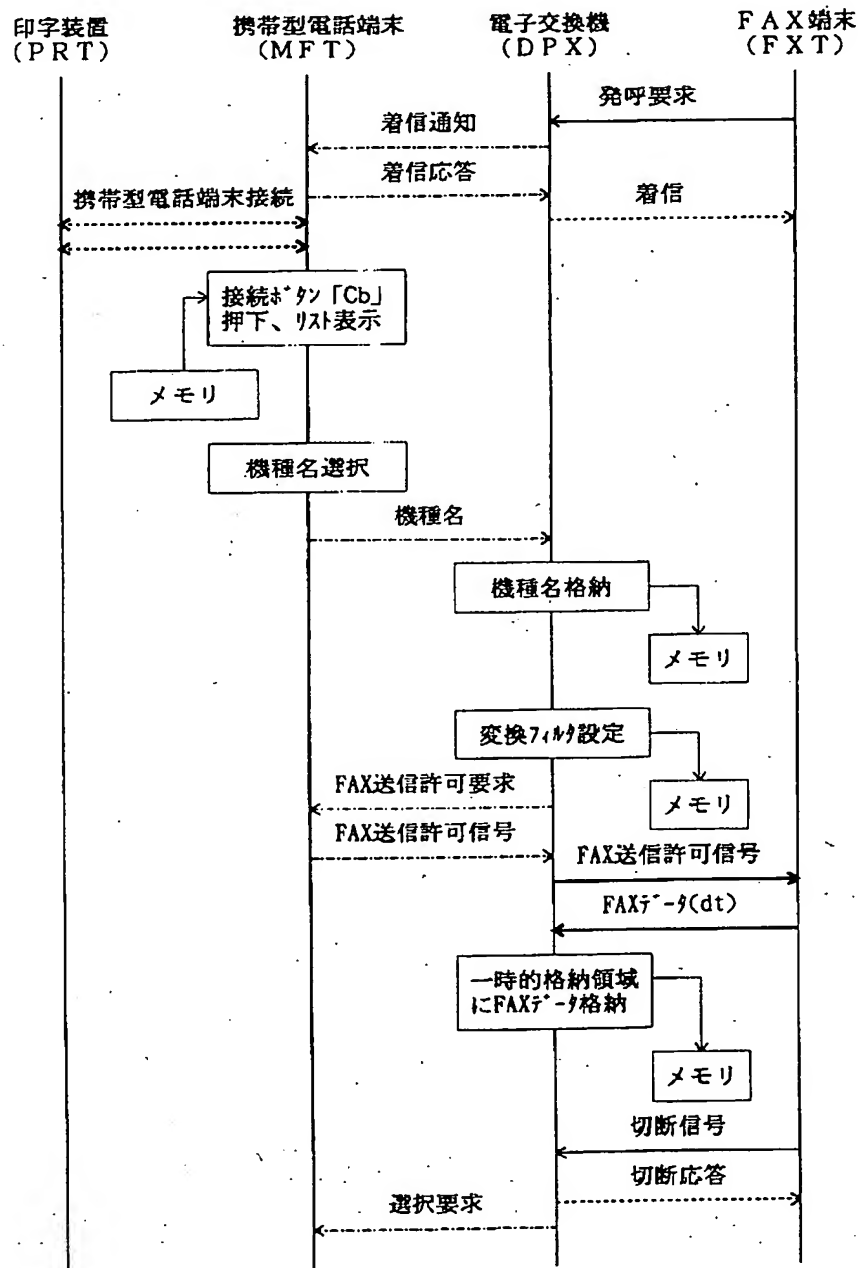 印字装置
(PRT)
携帯型電話端末
(MFT)
電子交換機
(DPX)
FAX端末
(FXT)
発呼要求
着信通知
着信応答
携帯型電話端末接続
着信
接続ボタン「Cb」
押下、リスト表示
メモリ
機種名選択
機種名
機種名格納
メモリ
変換フィルタ設定
メモリ
FAX送信許可要求
FAX送信許可信号
FAX送信許可信号
FAXデータ(dt)
一時的格納領域
にFAXデータ格納
メモリ
切断信号
切断応答
選択要求